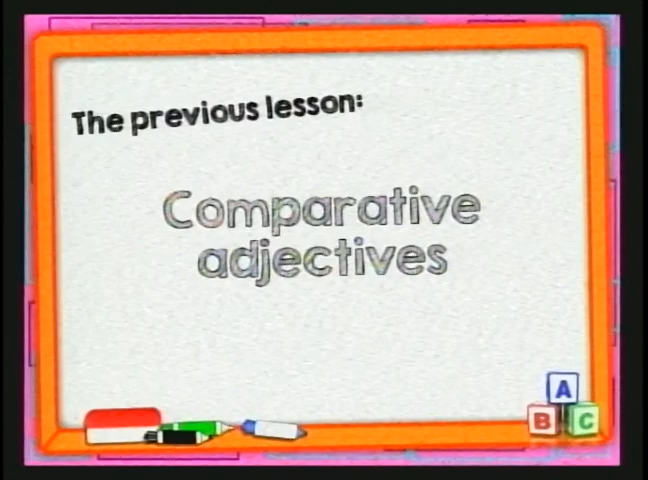 The previous lesson:
Comparative
adjectives
A
B C